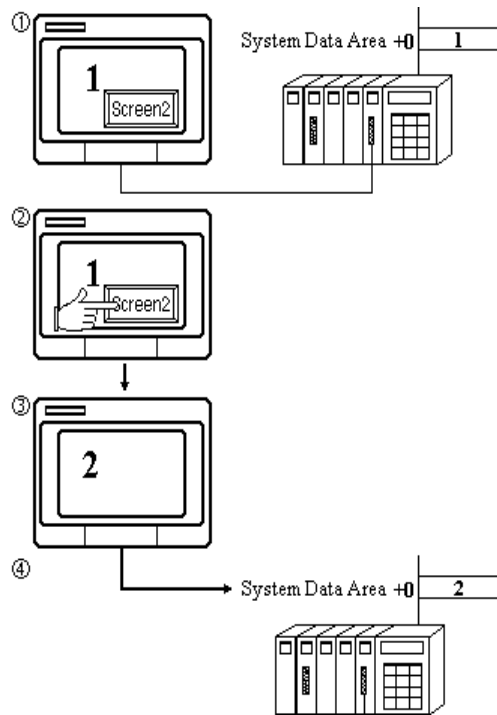 ①
System Data Area +0 1
1
Screen2
②
1
Screen2
③
2
④
System Data Area +0 2